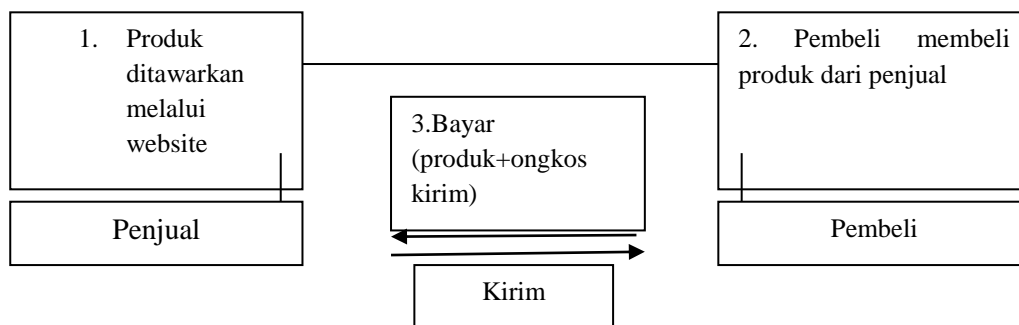 1. Produk
ditawarkan
melalui
website
2. Pembeli membeli
produk dari penjual
3.Bayar
(produk+ongkos
kirim)
Penjual
Pembeli
Kirim